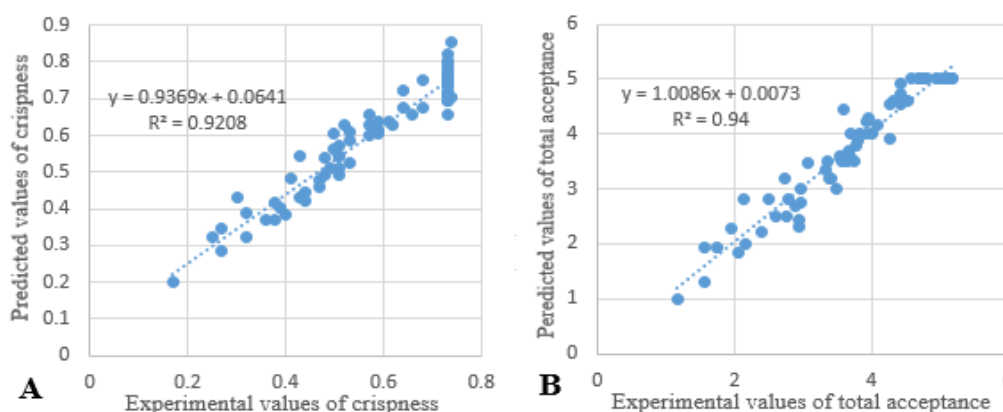 0.9
0.8
0.7
0.6
0.5
0.4
0.3
0.2
0.1
0
Predicted values of crispness
y = 0.9369x + 0.0641
R² = 0.9208
0
0.2
0.4
0.6
0.8
Experimental values of crispness
A
6
5
4
3
2
1
0
Peredicted values of total acceptance
y = 1.0086x + 0.0073
R² = 0.94
0
2
4
Experimental values of total acceptance
B